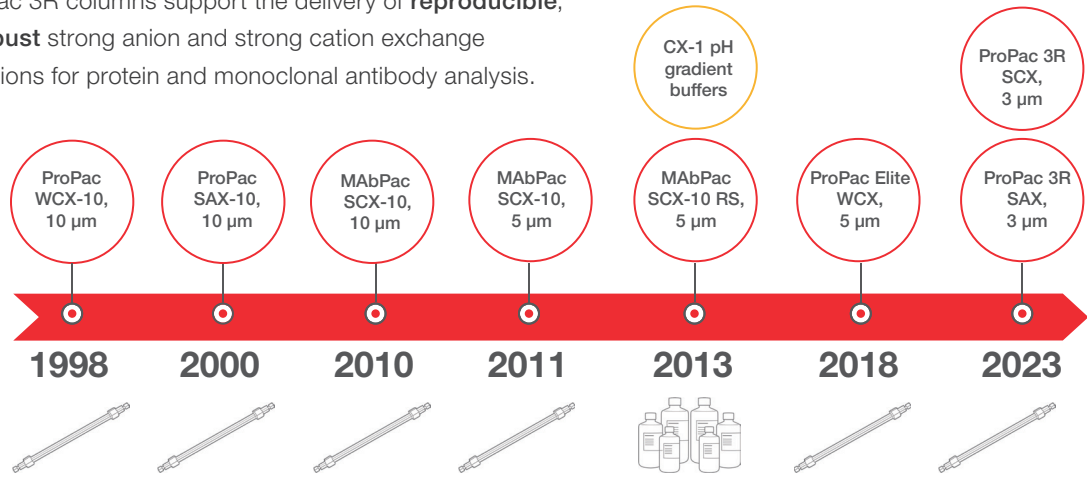 ac 3R columns support the delivery of reproducible,
bust strong anion and strong cation exchange
ions for protein and monoclonal antibody analysis.
CX-1 pH
gradient
buffers
ProPac 3R
SCX,
3 µm
ProPac
WCX-10,
10 µm
ProPac
SAX-10,
10 µm
MAbPac
SCX-10,
10 µm
MAbPac
SCX-10,
5 µm
MAbPac
SCX-10 RS,
5 µm
ProPac Elite
WCX,
5 µm
ProPac 3R
SAX,
3 µm
1998
2000
2010
2011
2013
2018
2023